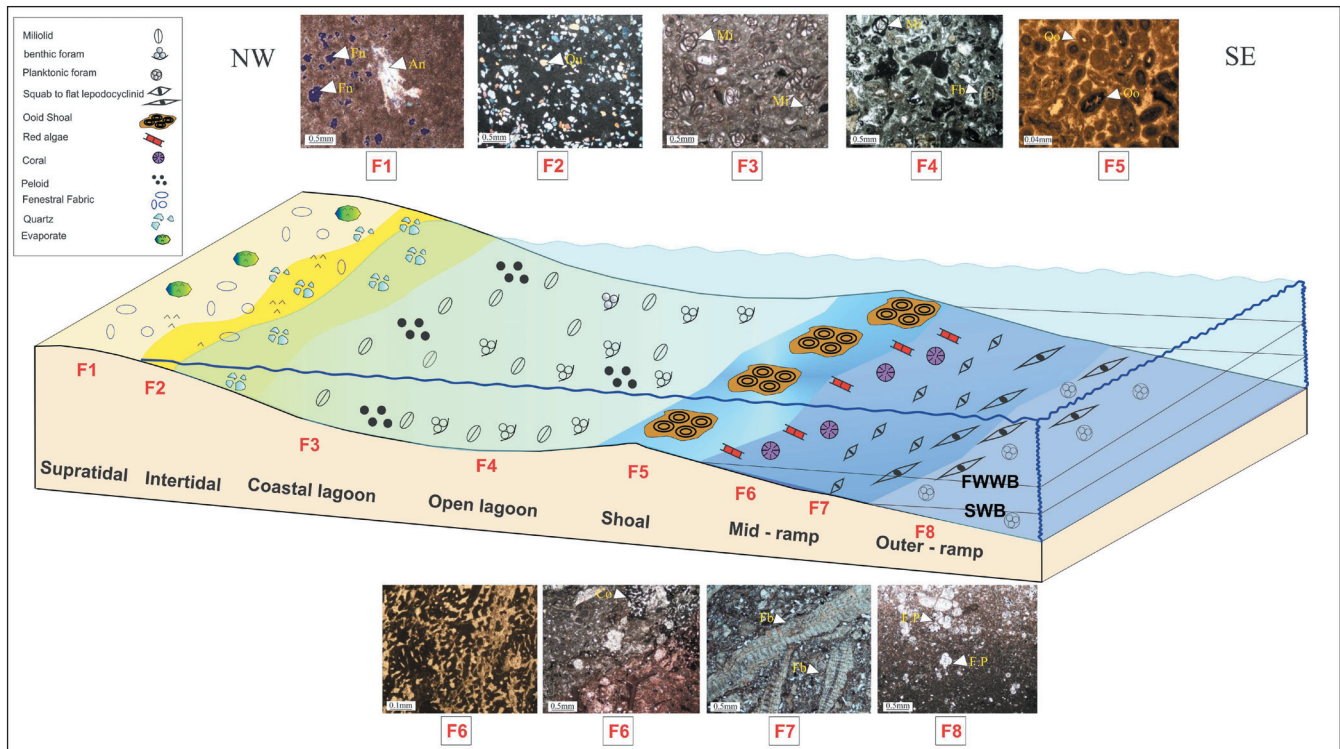 Miliolid
benthic foram
Planktonic foram
Squab to flat lepodocyclinid
Ooid Shoal
Red algae
Coral
Peloid
Fenestral Fabric
Quartz
Evaporate
NW
SE
Fn
An
Fn
0.5mm
F1
Qu
0.5mm
F2
Mi
Mi
0.5mm
F3
Mi
Fb
0.5mm
F4
Oo
Oo
0.04mm
F5
F1
F2
F3
F4
F5
F6
F7
F8
FWWB
SWB
Supratidal
Intertidal
Coastal lagoon
Open lagoon
Shoal
Mid - ramp
Outer - ramp
0.1mm
F6
Co
0.5mm
F6
Fb
Fb
0.5mm
F7
F.P
F.P
0.5mm
F8